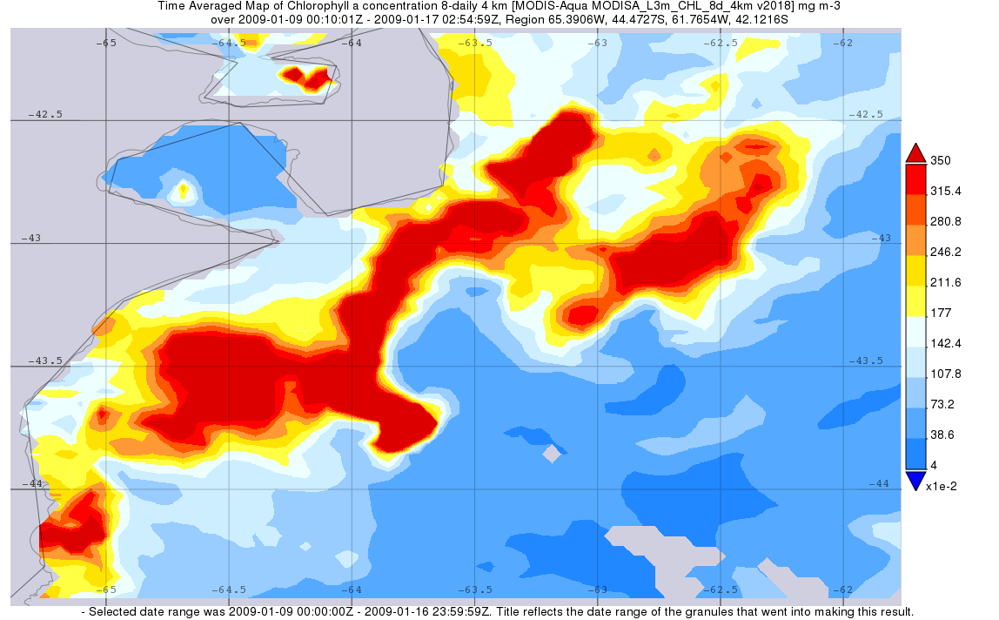 Time Averaged Map of Chlorophyll a concentration 8-daily 4 km [MODIS-Aqua MODISA_L3m_CHL_8d_4km v2018] mg m-3
over 2009-01-09 00:10:01Z - 2009-01-17 02:54:59Z, Region 65.3906W, 44.4727S, 61.7654W, 42.1216S
-65 -64.5 -64 -63.5 -63 -62.5 -62
-42.5 -42.5
350
315.4
280.8
246.2
211.6
177
142.4
107.8
73.2
38.6
4
x1e-2
-43 -43
-43.5 -43.5
-44 -44
-65 -64.5 -64 -63.5 -63 -62.5 -62
- Selected date range was 2009-01-09 00:00:00Z - 2009-01-16 23:59:59Z. Title reflects the date range of the granules that went into making this result.